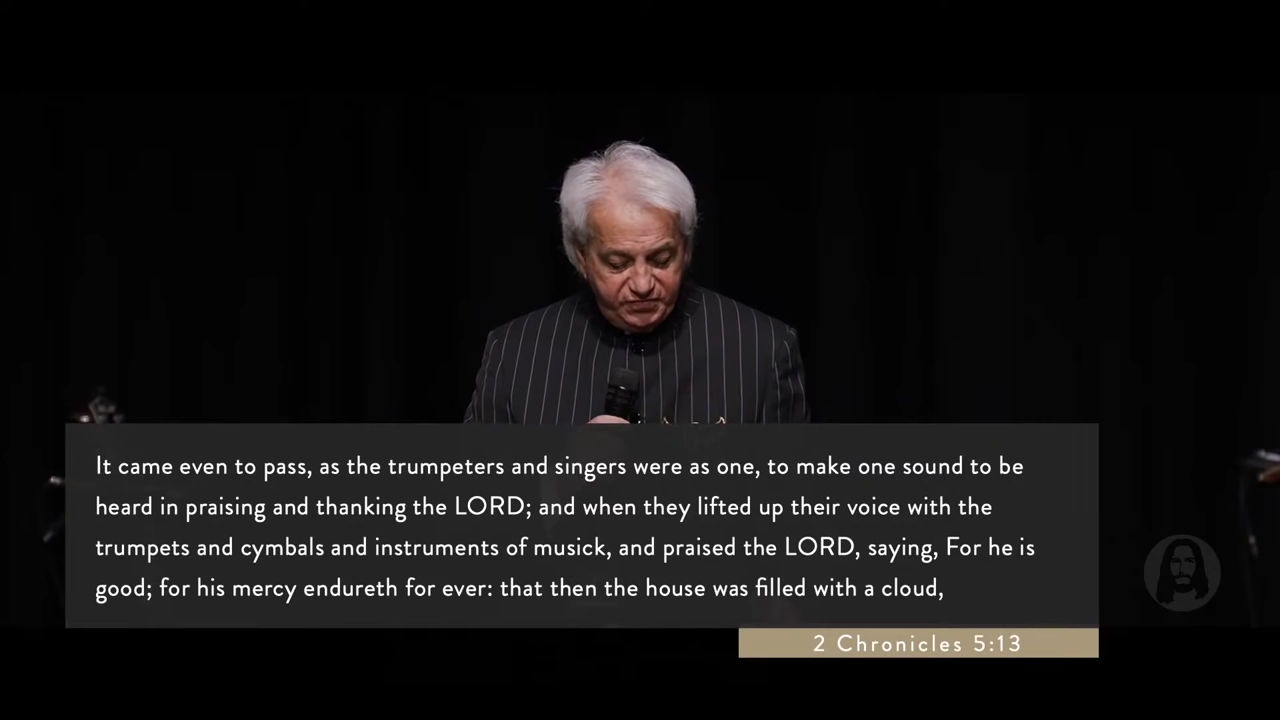 It came even to pass, as the trumpeters and singers were as one, to make one sound to be
heard in praising and thanking the LORD; and when they lifted up their voice with the
trumpets and cymbals and instruments of musick, and praised the LORD, saying, For he is
good; for his mercy endureth for ever: that then the house was filled with a cloud,
2 Chronicles 5:13